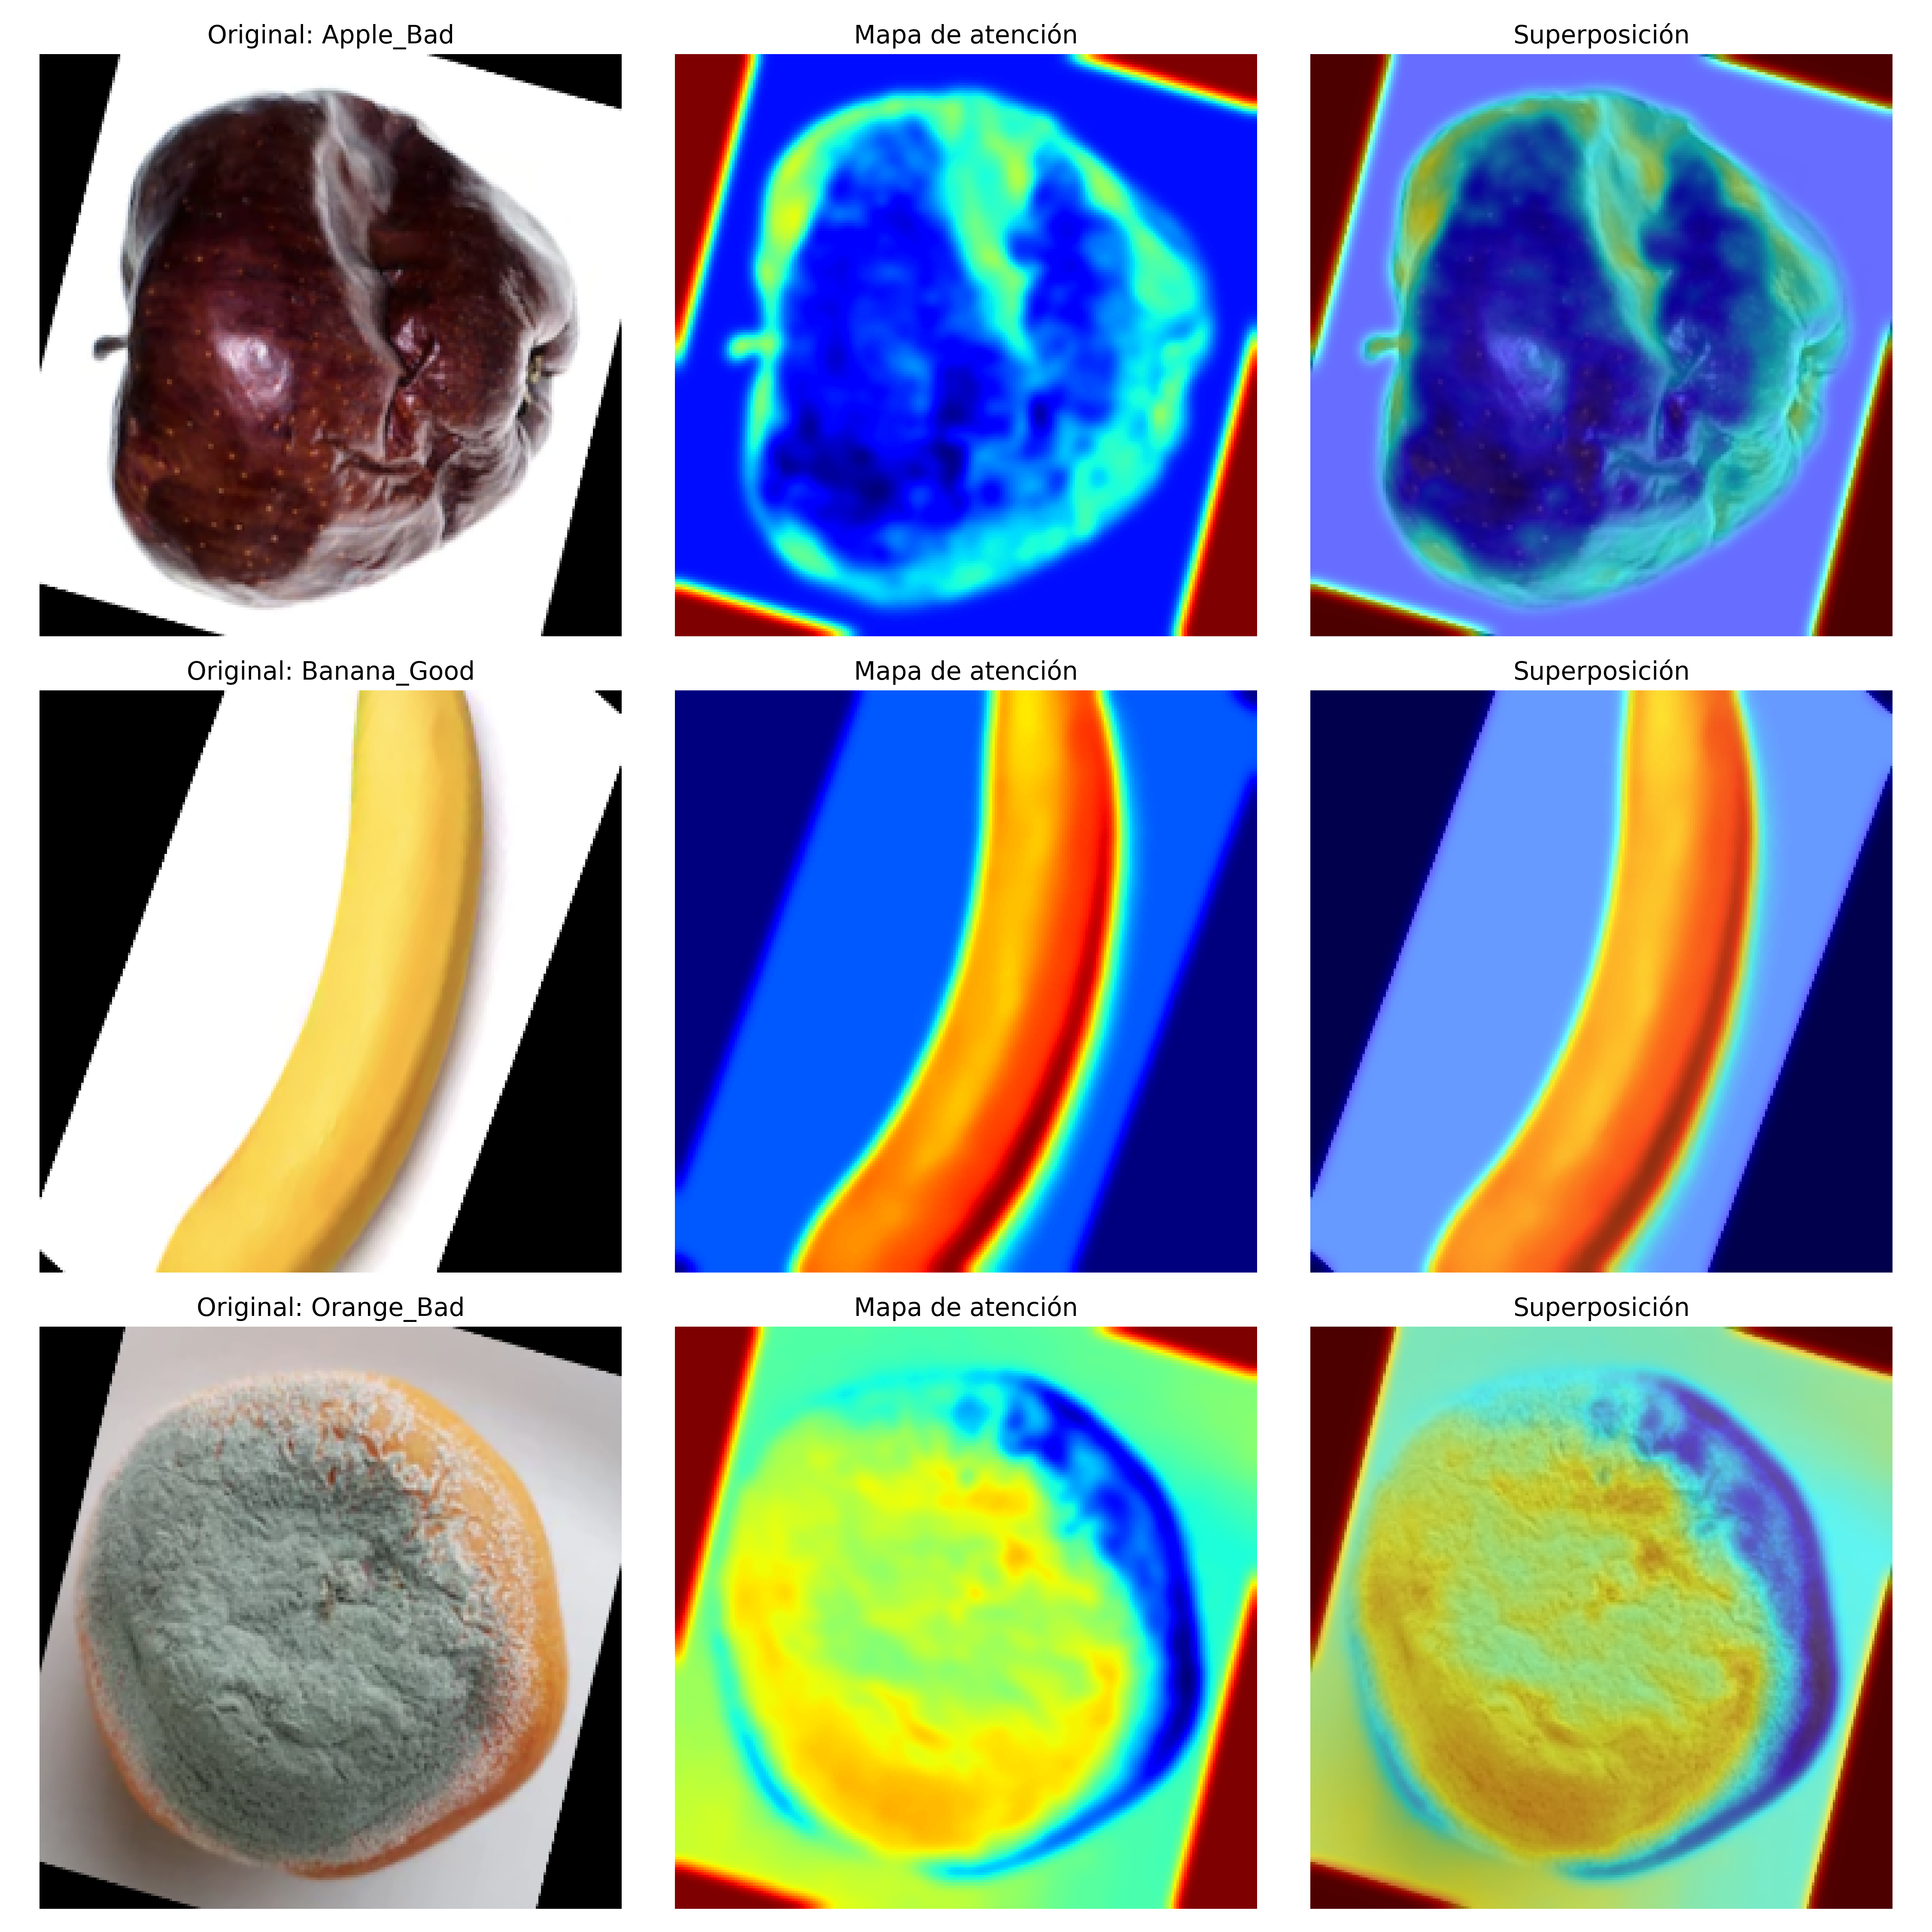 Original: Apple_Bad
Mapa de atención
Superposición
Original: Banana_Good
Mapa de atención
Superposición
Original: Orange_Bad
Mapa de atención
Superposición